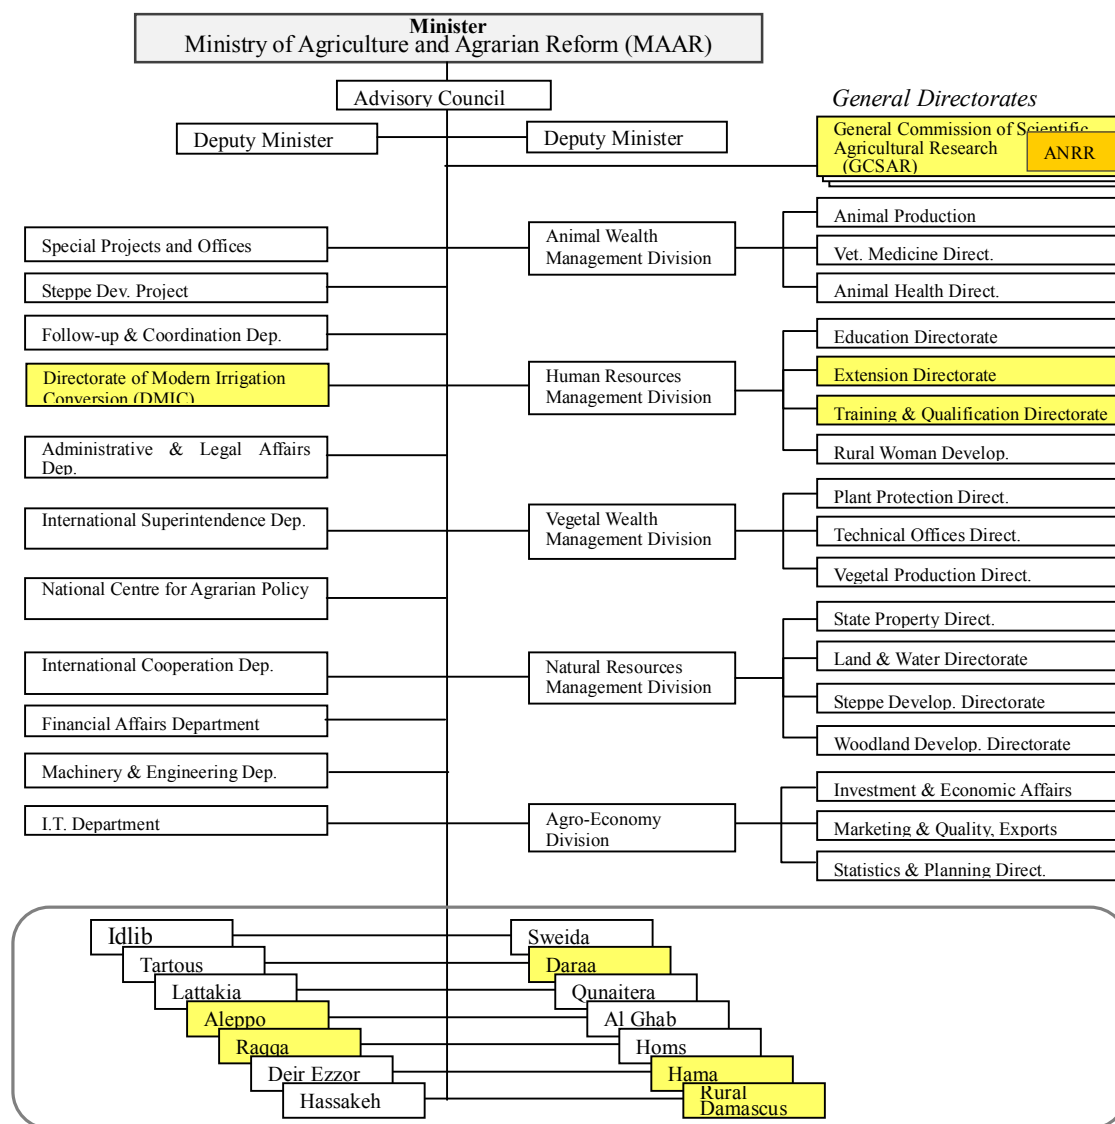 Minister
Ministry of Agriculture and Agrarian Reform (MAAR)
Advisory Council
General Directorates
Deputy Minister
Deputy Minister
General Commission of Scientific
Agricultural Research
(GCSAR)
ANRR
Special Projects and Offices
Steppe Dev. Project
Follow-up & Coordination Dep.
Directorate of Modern Irrigation
Conversion (DMIC)
Administrative & Legal Affairs
Dep.
International Superintendence Dep.
National Centre for Agrarian Policy
International Cooperation Dep.
Financial Affairs Department
Machinery & Engineering Dep.
I.T. Department
Animal Wealth
Management Division
Human Resources
Management Division
Vegetal Wealth
Management Division
Natural Resources
Management Division
Agro-Economy
Division
Animal Production
Vet. Medicine Direct.
Animal Health Direct.
Education Directorate
Extension Directorate
Training & Qualification Directorate
Rural Woman Develop.
Plant Protection Direct.
Technical Offices Direct.
Vegetal Production Direct.
State Property Direct.
Land & Water Directorate
Steppe Develop. Directorate
Woodland Develop. Directorate
Investment & Economic Affairs
Marketing & Quality, Exports
Statistics & Planning Direct.
Idlib
Tartous
Lattakia
Aleppo
Raqqa
Deir Ezzor
Hassakeh
Sweida
Daraa
Qunaitera
Al Ghab
Homs
Hama
Rural
Damascus